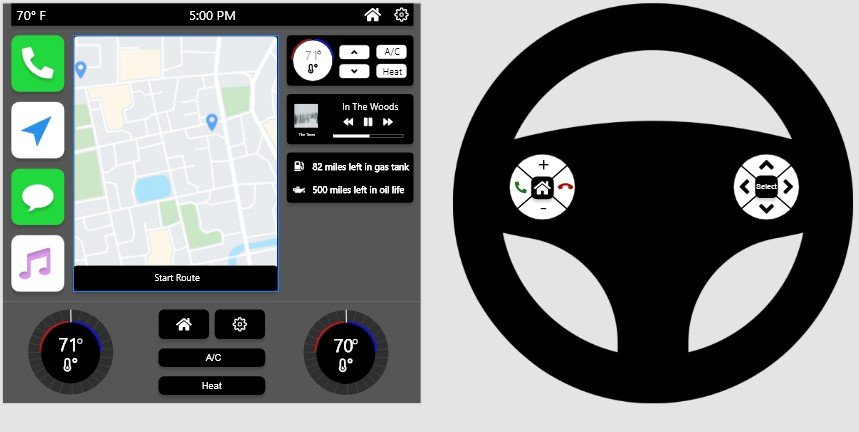 70° F
5:00 PM
71°
A/C
Heat
In The Woods
82 miles left in gas tank
500 miles left in oil life
Start Route
71°
A/C
Heat
70°
+
-
Select